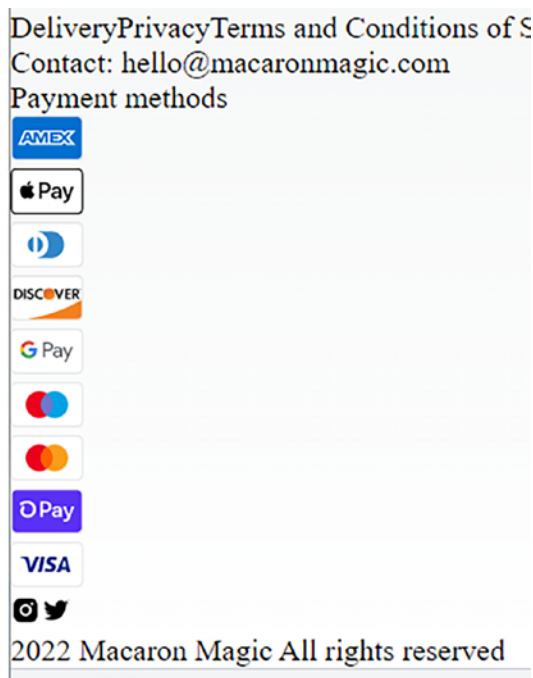 DeliveryPrivacyTerms and Conditions of S
Contact: hello@macaronmagic.com
Payment methods
AMEX
Pay
DISCOVER
G Pay
Pay
VISA
2022 Macaron Magic All rights reserved